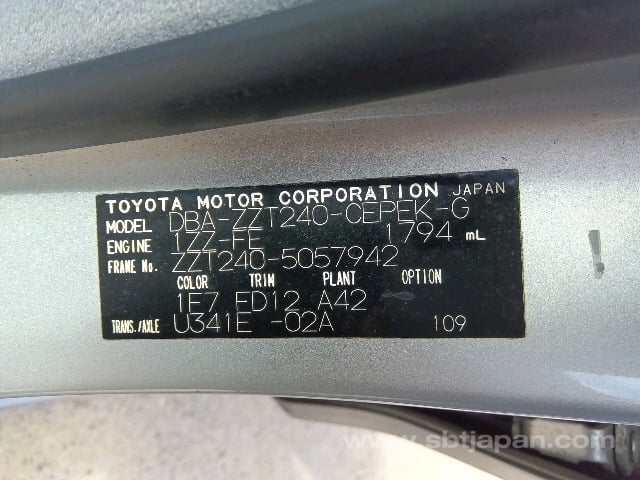 TOYOTA MOTOR CORPORATION JAPAN
MODEL DBA-ZZT240-CEPEK-G
ENGINE 1ZZ-FE 1794 mL
FRAME No. ZZT240-5057942
COLOR TRIM PLANT OPTION
1E7 FD12 A42
TRANS./AXLE U341E -02A 109
www.sbtjapan.com